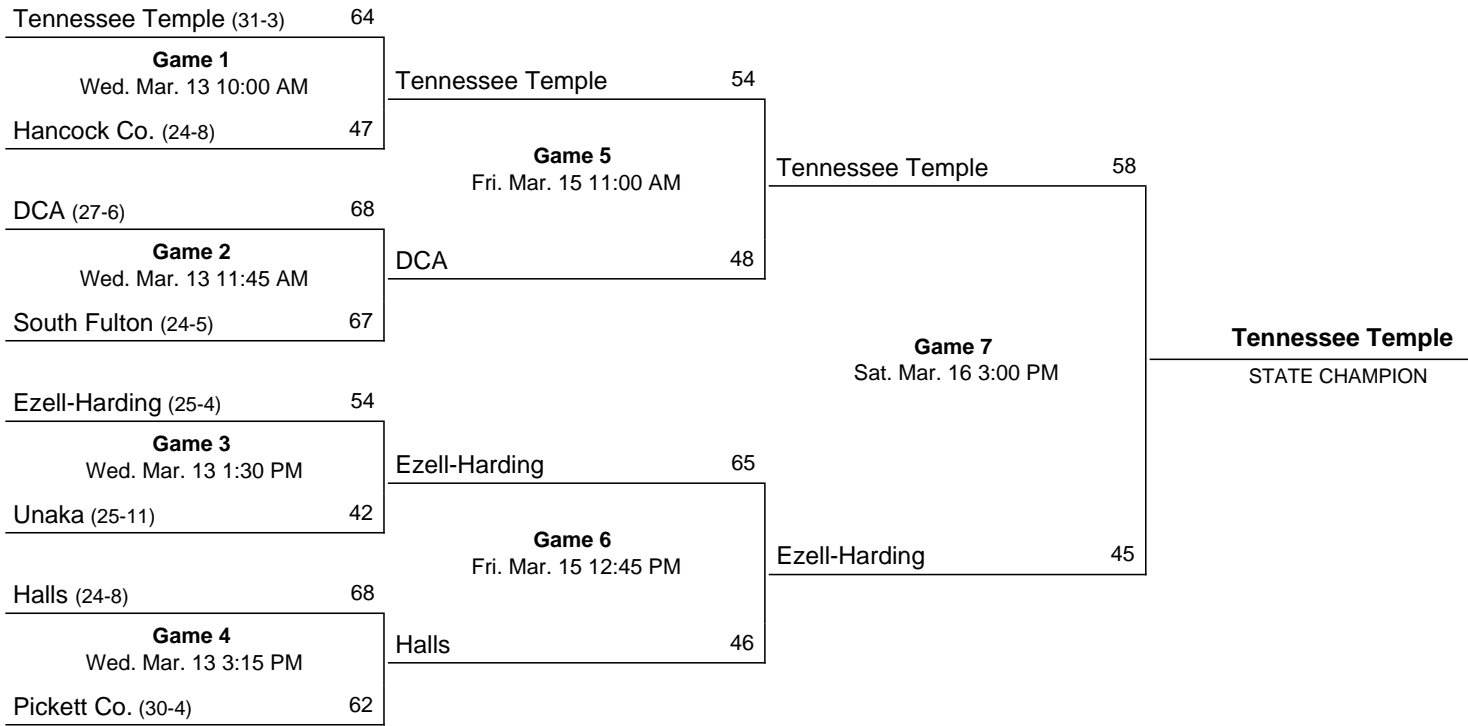 Tennessee Temple (31-3) 64
Game 1
Wed. Mar. 13 10:00 AM
Hancock Co. (24-8) 47
DCA (27-6) 68
Game 2
Wed. Mar. 13 11:45 AM
South Fulton (24-5) 67
Ezell-Harding (25-4) 54
Game 3
Wed. Mar. 13 1:30 PM
Unaka (25-11) 42
Halls (24-8) 68
Game 4
Wed. Mar. 13 3:15 PM
Pickett Co. (30-4) 62
Tennessee Temple 54
Game 5
Fri. Mar. 15 11:00 AM
DCA 48
Ezell-Harding 65
Game 6
Fri. Mar. 15 12:45 PM
Halls 46
Tennessee Temple 58
Game 7
Sat. Mar. 16 3:00 PM
Ezell-Harding 45
Tennessee Temple
STATE CHAMPION